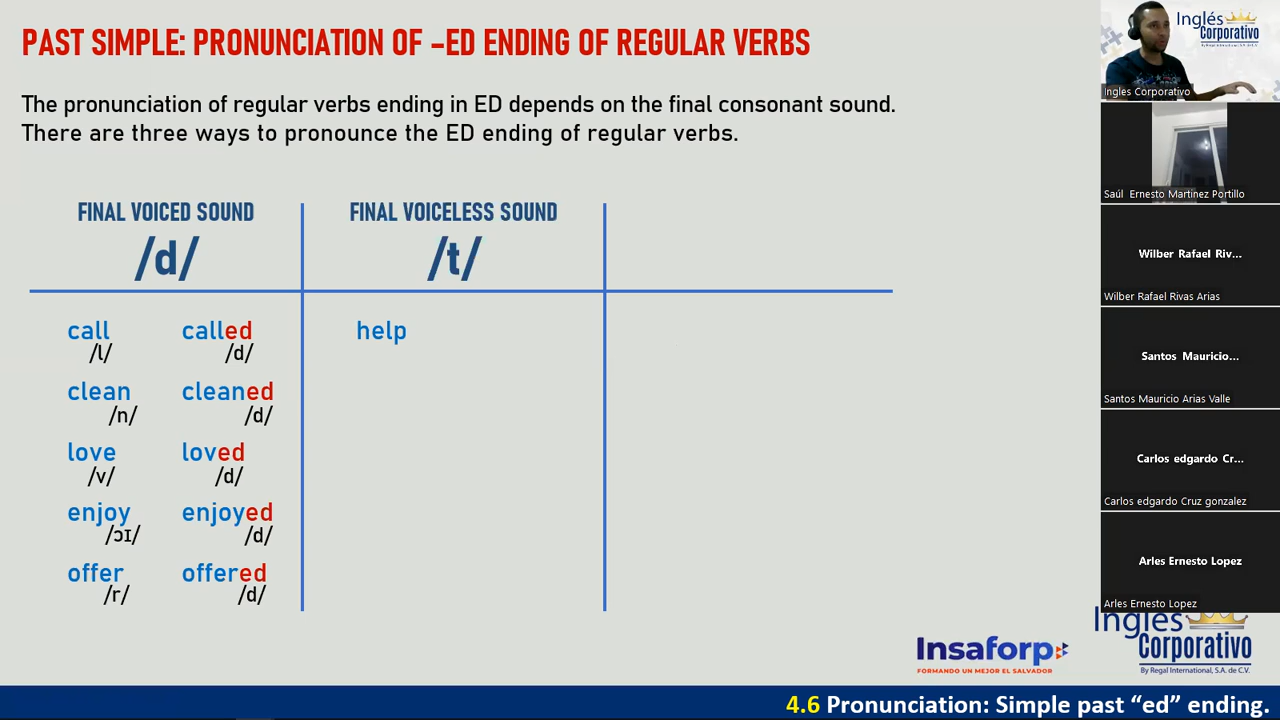 PAST SIMPLE: PRONUNCIATION OF -ED ENDING OF REGULAR VERBS
The pronunciation of regular verbs ending in ED depends on the final consonant sound.
There are three ways to pronounce the ED ending of regular verbs.
FINAL VOICED SOUND
/d/
FINAL VOICELESS SOUND
/t/
call called
/l/ /d/
clean cleaned
/n/ /d/
love loved
/v/ /d/
enjoy enjoyed
/ɔɪ/ /d/
offer offered
/r/ /d/
help
Inglés
Corporativo
By Regal International, S.A. de C.V.
Ingles Corporativo
Saúl Ernesto Martinez Portillo
Wilber Rafael Riv...
Wilber Rafael Rivas Arias
Santos Mauricio...
Santos Mauricio Arias Valle
Carlos edgardo Cr...
Carlos edgardo Cruz gonzalez
Arles Ernesto Lopez
Arles Ernesto Lopez
Insaforp
FORMANDO UN MEJOR EL SALVADOR
Inglés
Corporativo
By Regal International, S.A. de C.V.
4.6 Pronunciation: Simple past “ed” ending.